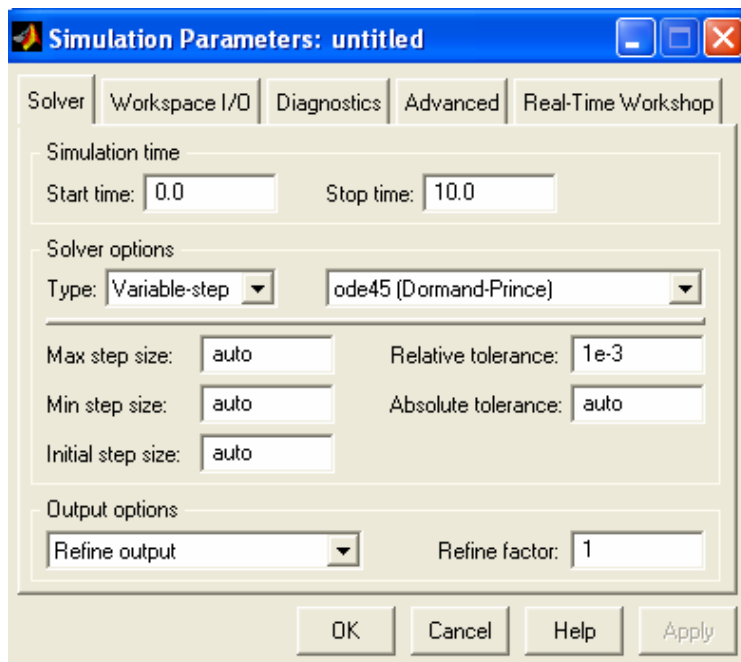 Simulation Parameters: untitled
Solver Workspace I/O Diagnostics Advanced Real-Time Workshop
Simulation time
Start time: 0.0 Stop time: 10.0
Solver options
Type: Variable-step ode45 (Dormand-Prince)
Max step size: auto Relative tolerance: 1e-3
Min step size: auto Absolute tolerance: auto
Initial step size: auto
Output options
Refine output Refine factor: 1
OK Cancel Help Apply